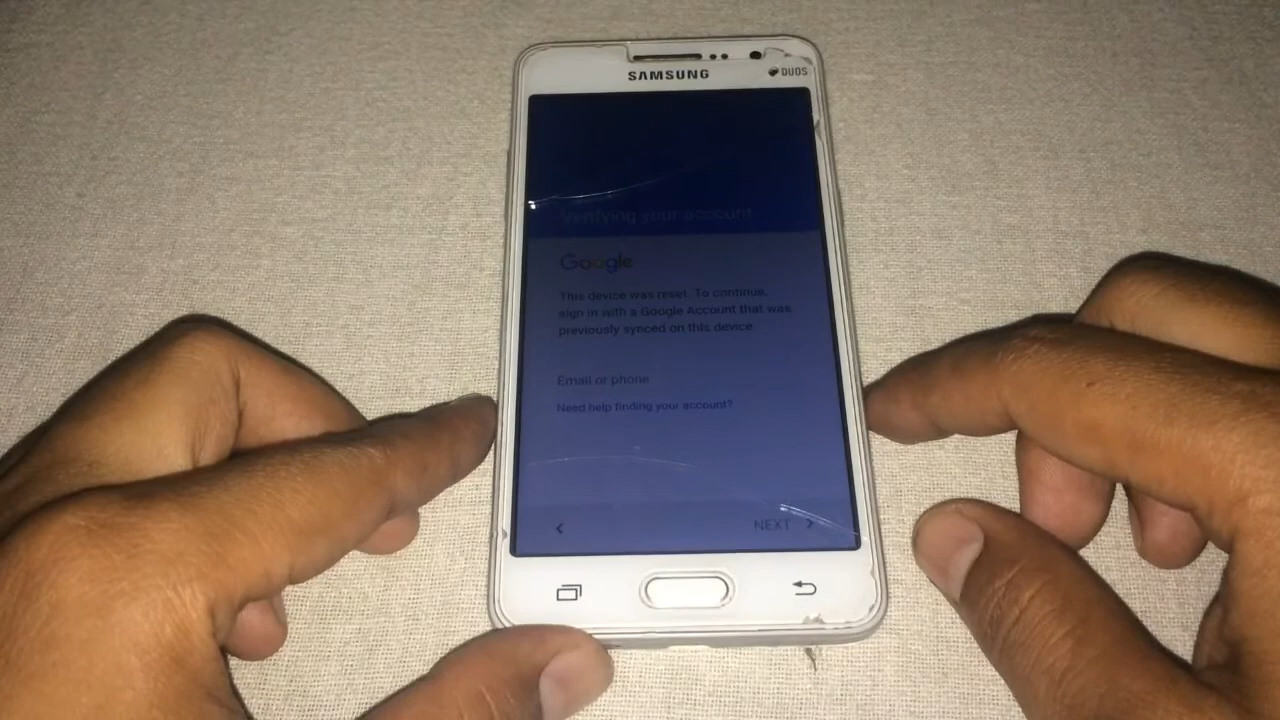 SAMSUNG
DUOS
Verifying your account
Google
This device was reset. To continue,
sign in with a Google Account that was
previously synced on this device.
Email or phone
Need help finding your account?
NEXT